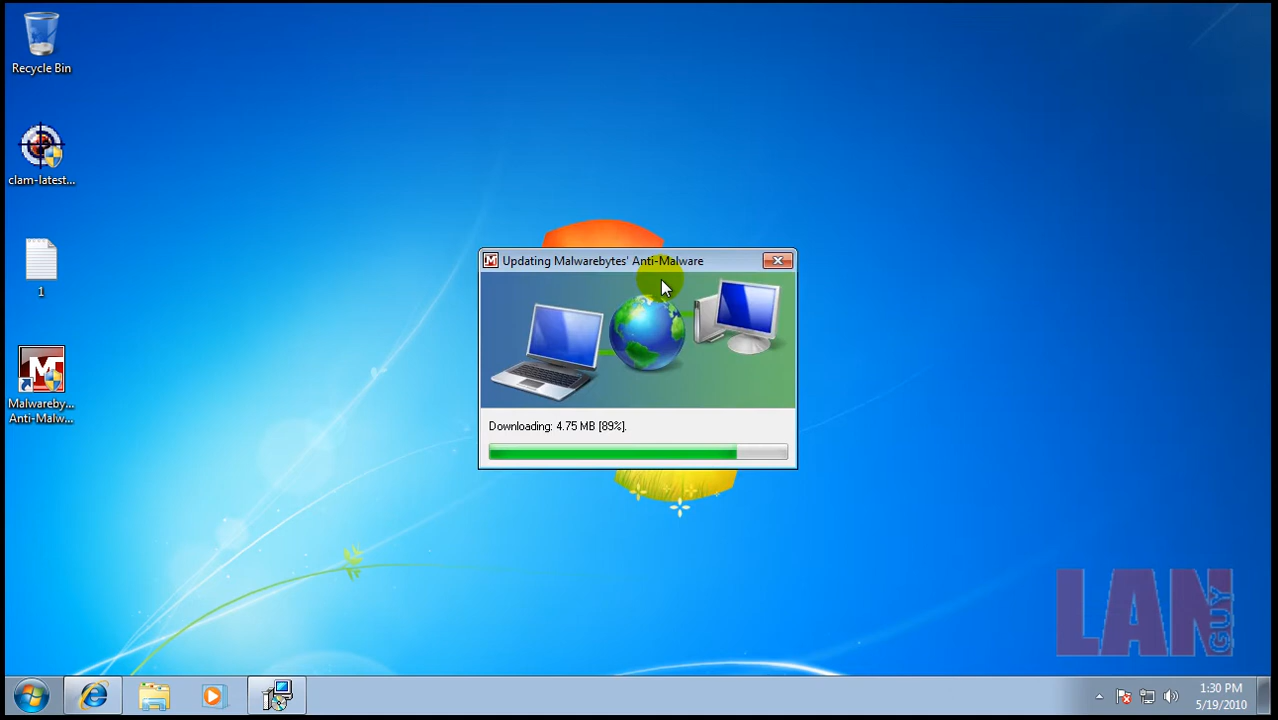 Recycle Bin
clam-latest...
1
Malwareby...
Anti-Malw...
Updating Malwarebytes' Anti-Malware
Downloading: 4.75 MB [89%].
LAN
GUY
1:30 PM
5/19/2010